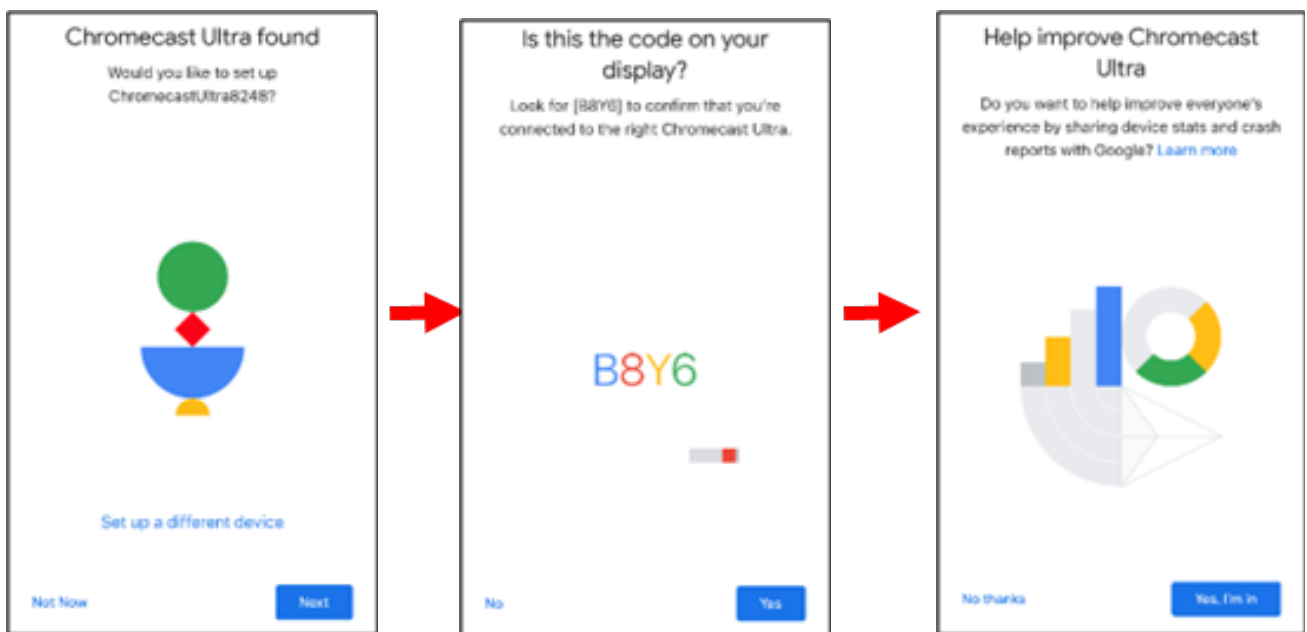 Chromecast Ultra found
Would you like to set up
ChromecastUltra8248?
Set up a different device
Not Now
Next
Is this the code on your
display?
Look for [B8Y6] to confirm that you're
connected to the right Chromecast Ultra.
B8Y6
No
Yes
Help improve Chromecast
Ultra
Do you want to help improve everyone's
experience by sharing device stats and crash
reports with Google? Learn more
No thanks
Yes, I'm in